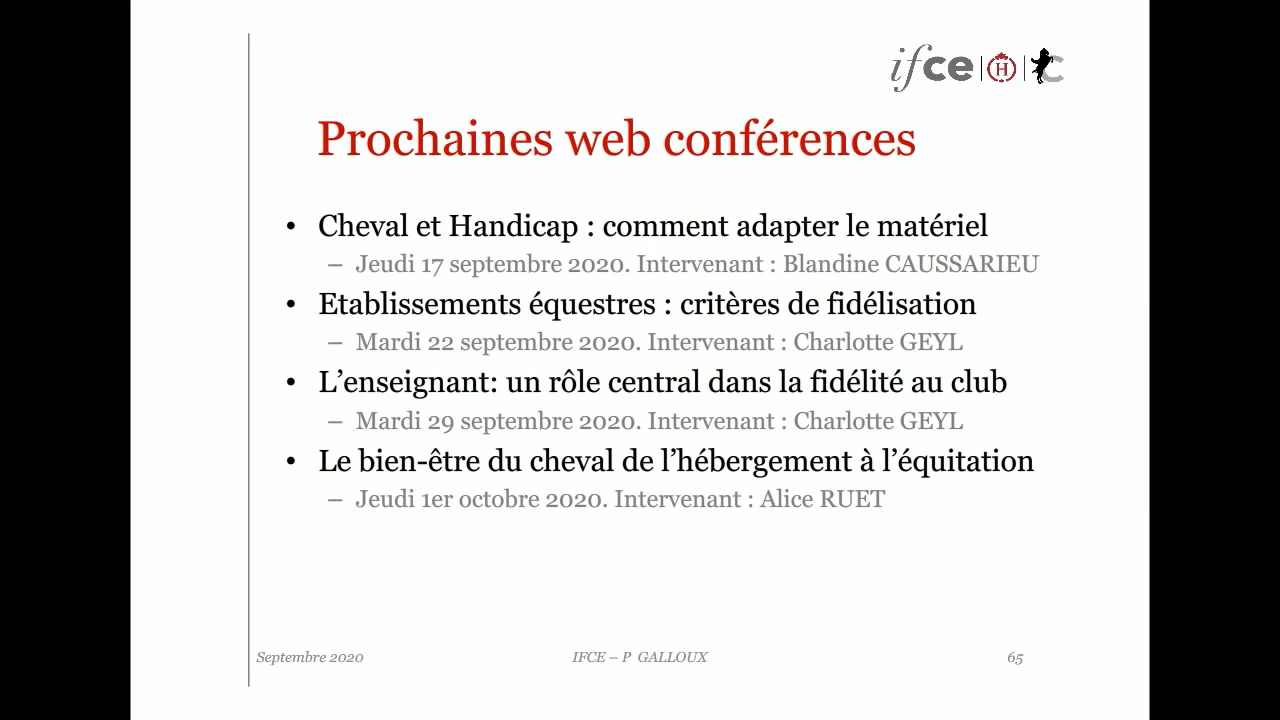 ifce | H | C
Prochaines web conférences
• Cheval et Handicap : comment adapter le matériel
– Jeudi 17 septembre 2020. Intervenant : Blandine CAUSSARIEU
• Etablissements équestres : critères de fidélisation
– Mardi 22 septembre 2020. Intervenant : Charlotte GEYL
• L’enseignant: un rôle central dans la fidélité au club
– Mardi 29 septembre 2020. Intervenant : Charlotte GEYL
• Le bien-être du cheval de l’hébergement à l’équitation
– Jeudi 1er octobre 2020. Intervenant : Alice RUET
Septembre 2020 IFCE – P GALLOUX 65